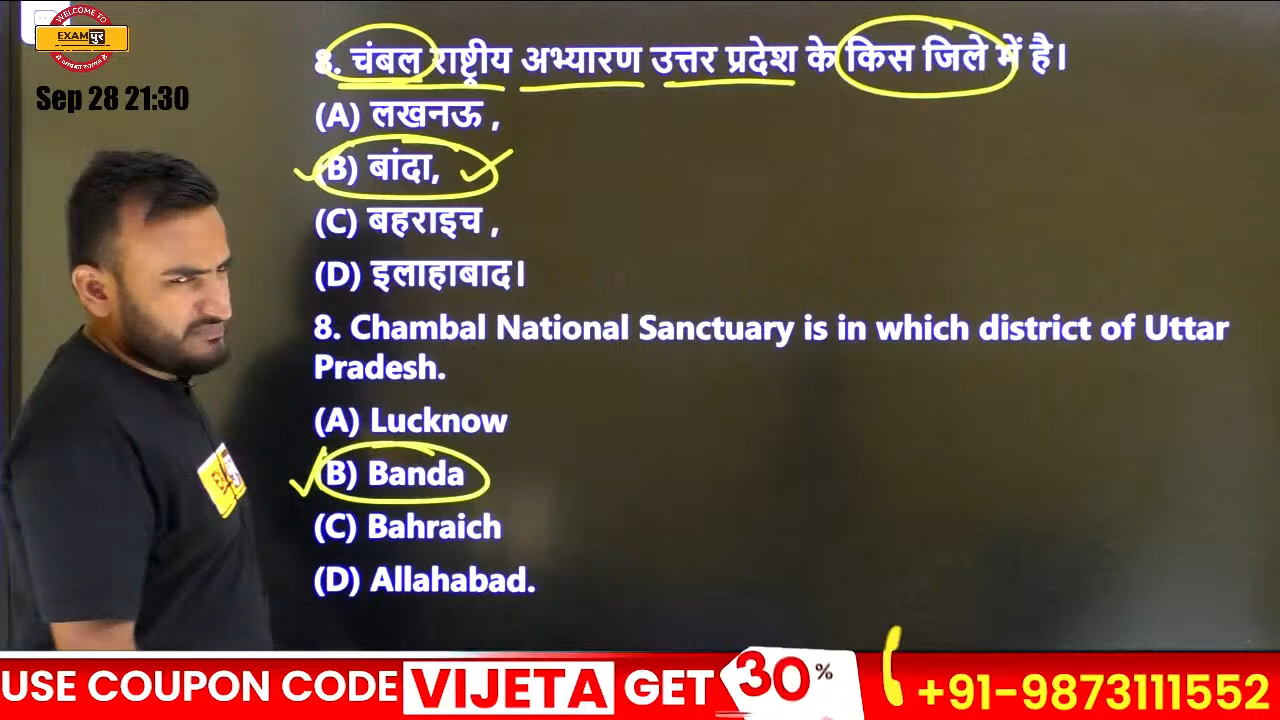 WELCOME TO
EXAMपुर
Sep 28 21:30
8. चंबल राष्ट्रीय अभ्यारण उत्तर प्रदेश के किस जिले में है।
(A) लखनऊ ,
(B) बांदा,
(C) बहराइच ,
(D) इलाहाबाद।
8. Chambal National Sanctuary is in which district of Uttar
Pradesh.
(A) Lucknow
(B) Banda
(C) Bahraich
(D) Allahabad.
USE COUPON CODE VIJETA GET 30% +91-9873111552